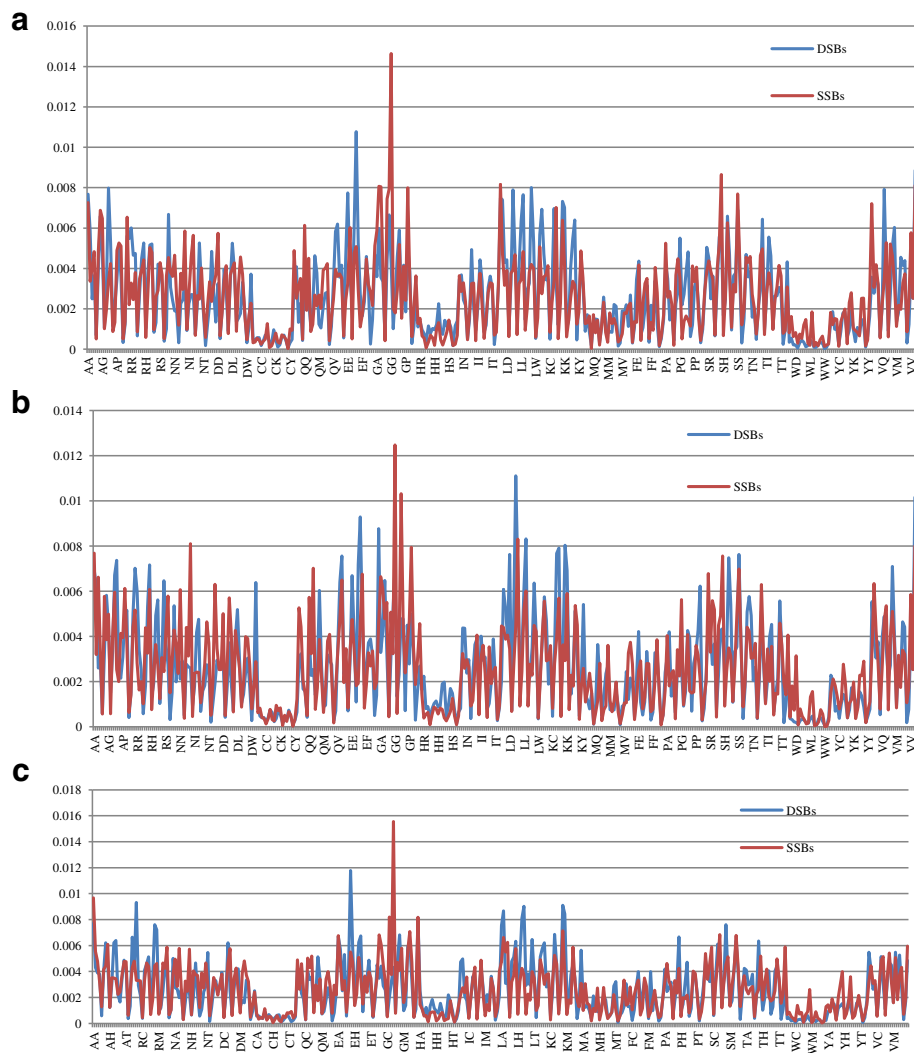 a
0.016
0.014
0.012
0.01
0.008
0.006
0.004
0.002
0
DSBs
SSBs
AA AG AP RR RH RS NN NI NT DD DL DW CC CK CY QQ QM QV EE EF GA GG GP HR HH HS IN II IT LD LL LW KC KK KY MQ MM MV FE FF PA PG PP SR SH SS TN TI TT WD WL WW YC YK YY VQ VM VV
b
0.014
0.012
0.01
0.008
0.006
0.004
0.002
0
DSBs
SSBs
AA AG AP RR RH RS NN NI NT DD DL DW CC CK CY QQ QM QV EE EF GA GG GP HR HH HS IN II IT LD LL LW KC KK KY MQ MM MV FE FF PA PG PP SR SH SS TN TI TT WD WL WW YC YK YY VQ VM VV
c
0.018
0.016
0.014
0.012
0.01
0.008
0.006
0.004
0.002
0
DSBs
SSBs
AA AH AT RC RM NA NH NT DC DM CA CH CT QC QM EA EH ET GC GM HA HH HT IC IM LA LH LT KC KM MA MH MT FC FM PA PH PT SC SM TA TH TT WC WM YA YH YT VC VM